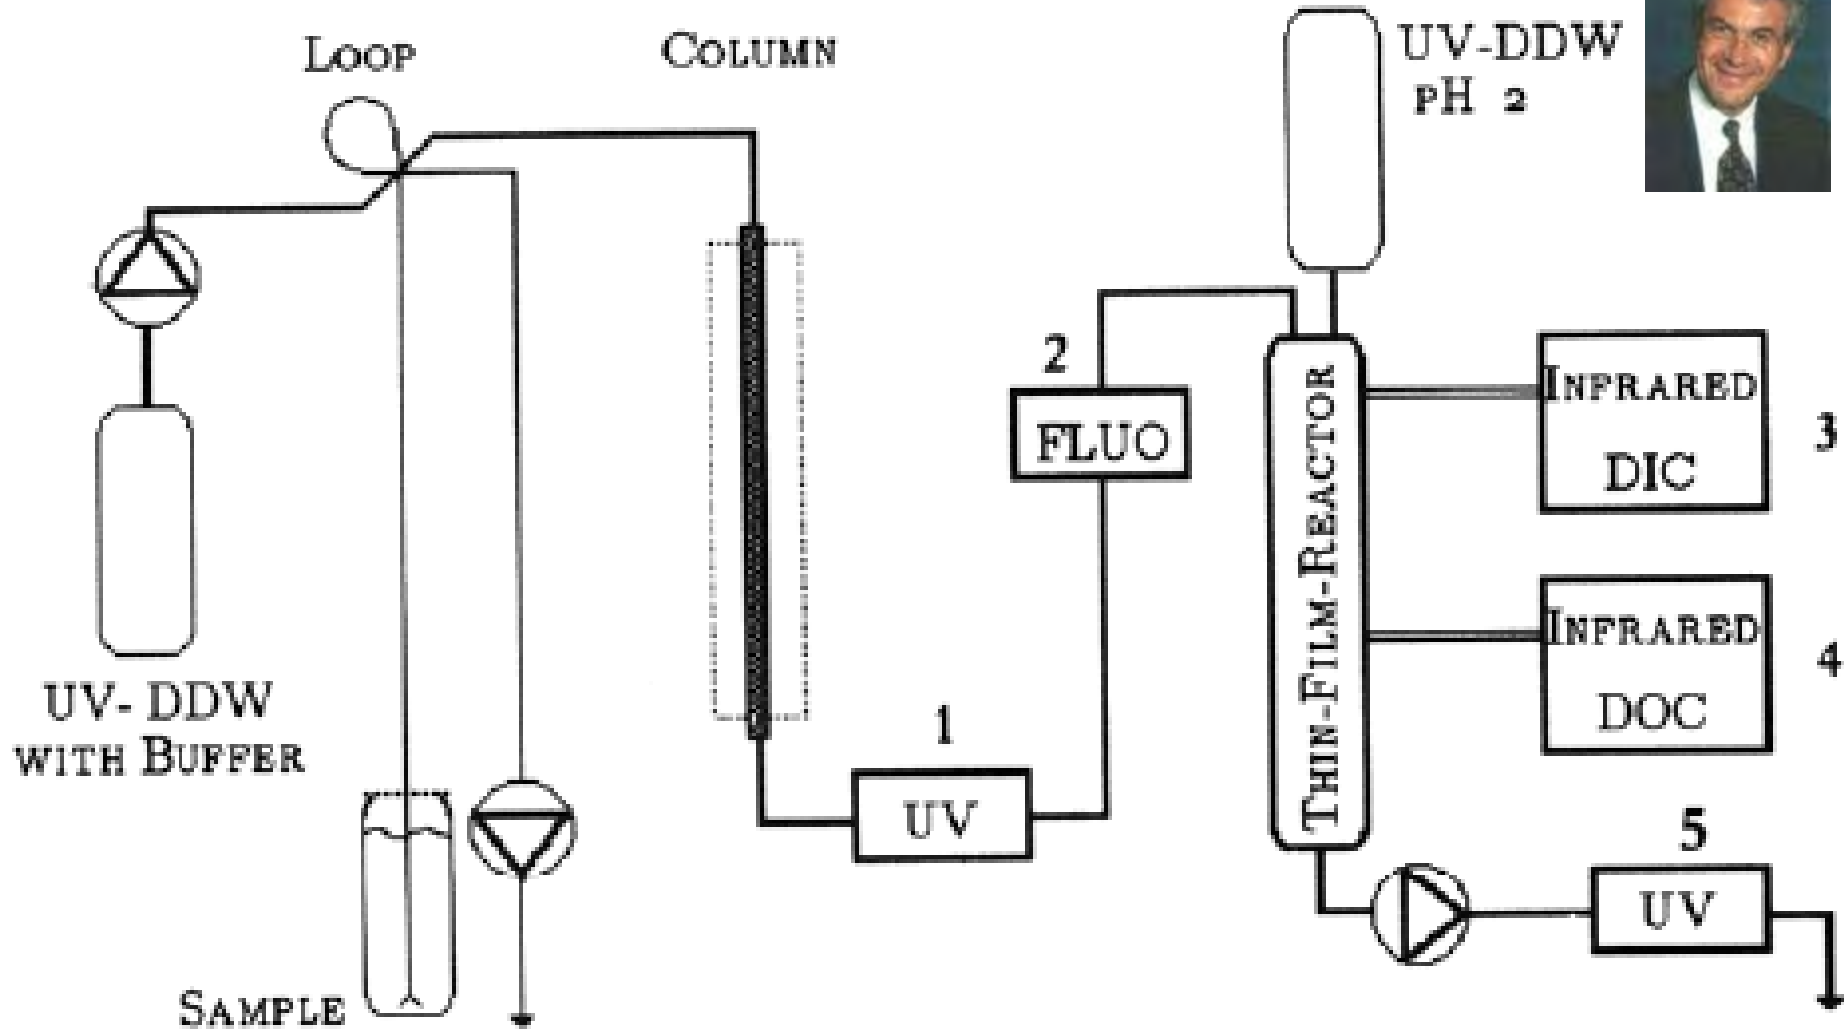 LOOP
COLUMN
UV-DDW
pH 2
2
FLUO
THIN-FILM-REACTOR
INFRARED
DIC
3
INFRARED
DOC
4
UV- DDW
WITH BUFFER
1
UV
5
UV
SAMPLE